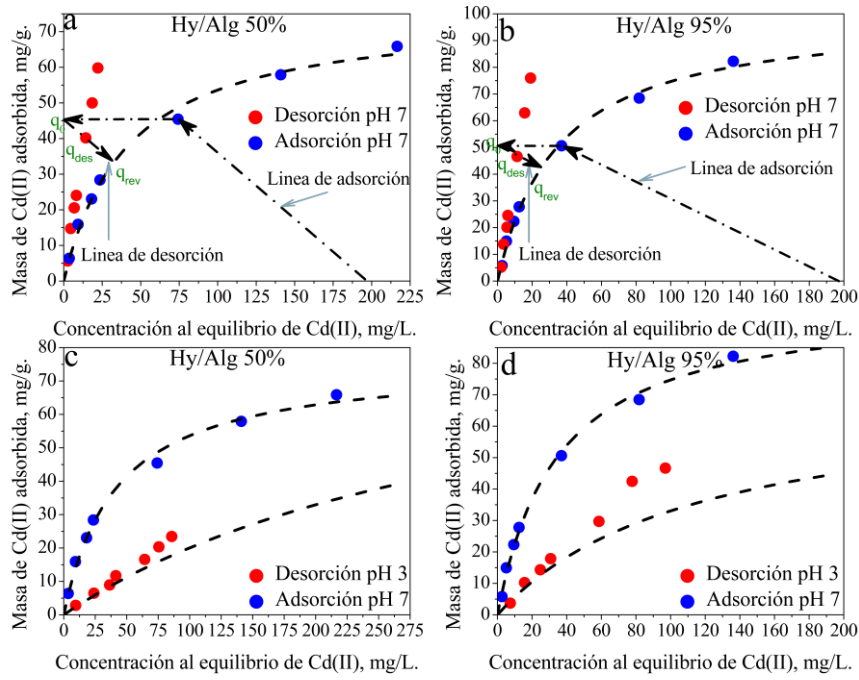 a
Hy/Alg 50%
75
70
65
60
55
50
45
40
35
30
25
20
15
10
5
0
Masa de Cd(II) adsorbida, mg/g.
Desorción pH 7
Adsorción pH 7
q0
qdes
qrev
Linea de adsorción
Linea de desorción
0 25 50 75 100 125 150 175 200 225
Concentración al equilibrio de Cd(II), mg/L.
b
Hy/Alg 95%
100
90
80
70
60
50
40
30
20
10
0
Masa de Cd(II) adsorbida, mg/g.
Desorción pH 7
Adsorción pH 7
qdes
qrev
Linea de adsorción
Linea de desorción
0 20 40 60 80 100 120 140 160 180 200
Concentración al equilibrio de Cd(II), mg/L.
c
Hy/Alg 50%
80
70
60
50
40
30
20
10
0
Masa de Cd(II) adsorbida, mg/g.
Desorción pH 3
Adsorción pH 7
0 25 50 75 100 125 150 175 200 225 250 275
Concentración al equilibrio de Cd(II), mg/L.
d
Hy/Alg 95%
80
70
60
50
40
30
20
10
0
Masa de Cd(II) adsorbida, mg/g.
Desorción pH 3
Adsorción pH 7
0 20 40 60 80 100 120 140 160 180 200
Concentración al equilibrio de Cd(II), mg/L.